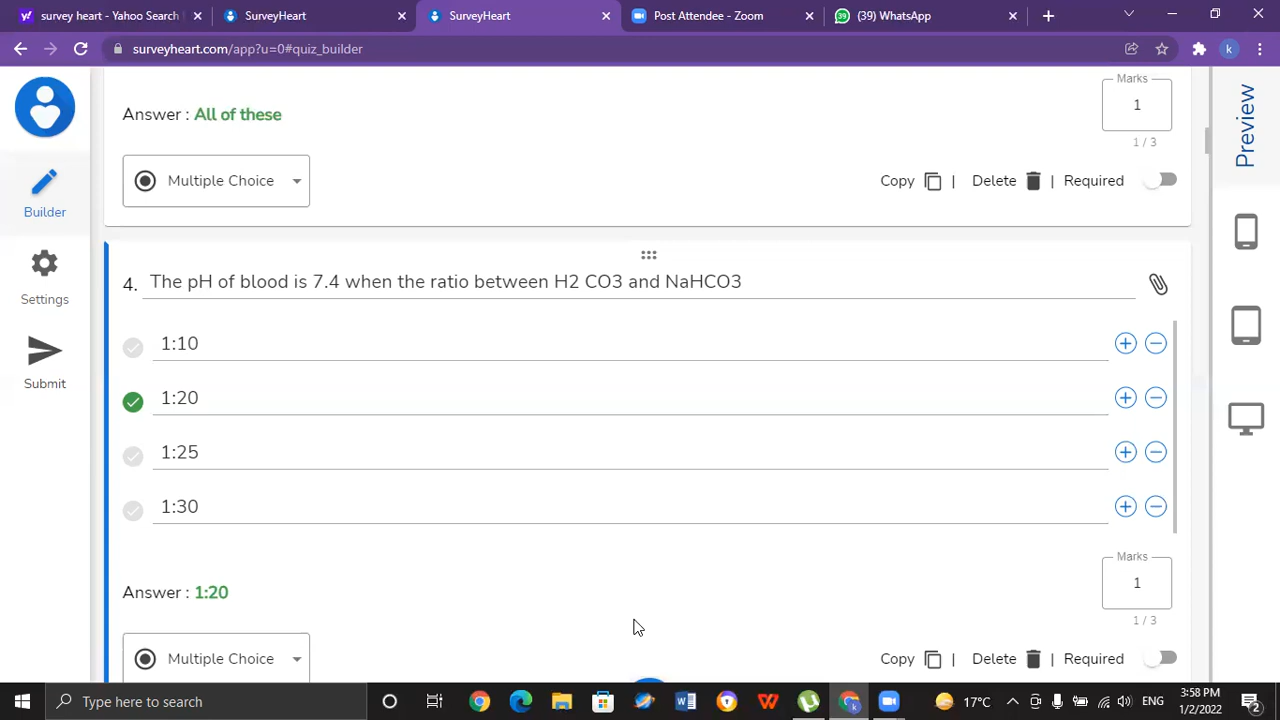 survey heart - Yahoo Search
SurveyHeart
SurveyHeart
Post Attendee - Zoom
(39) WhatsApp
surveyheart.com/app?u=0#quiz_builder
k
Builder
Settings
Submit
Answer : All of these
Marks
1
1 / 3
Multiple Choice
Copy | Delete | Required
4. The pH of blood is 7.4 when the ratio between H2 CO3 and NaHCO3
1:10
1:20
1:25
1:30
Answer : 1:20
Marks
1
1 / 3
Multiple Choice
Copy | Delete | Required
Preview
Type here to search
17°C
ENG
3:58 PM
1/2/2022
2